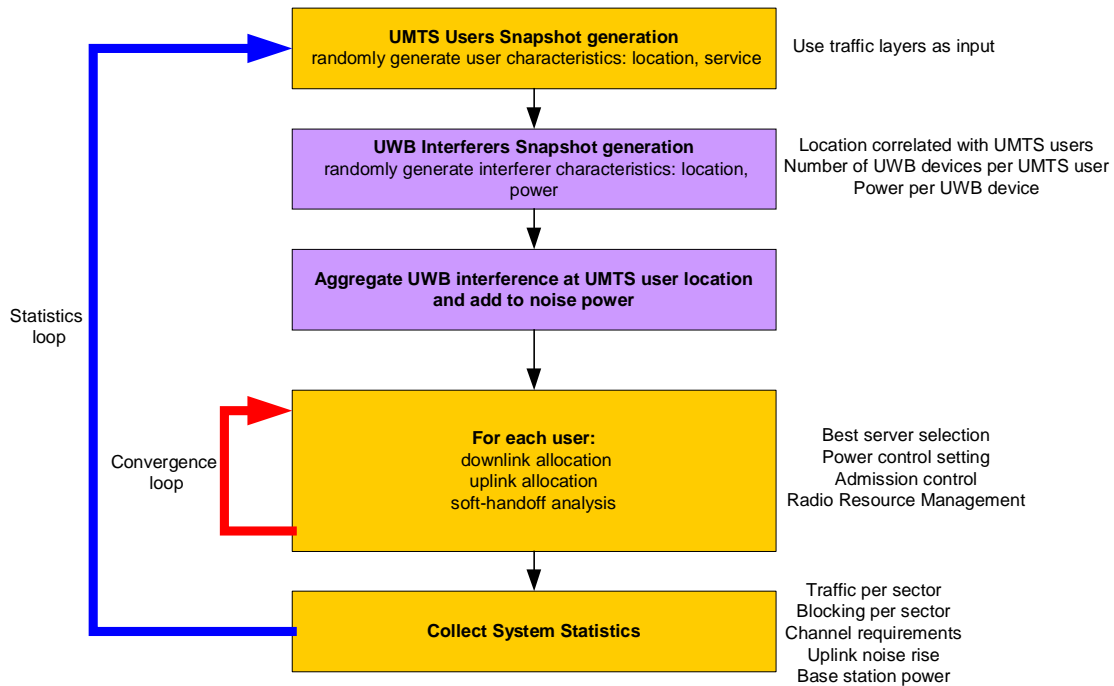 UMTS Users Snapshot generation
randomly generate user characteristics: location, service
Use traffic layers as input
UWB Interferers Snapshot generation
randomly generate interferer characteristics: location,
power
Location correlated with UMTS users
Number of UWB devices per UMTS user
Power per UWB device
Aggregate UWB interference at UMTS user location
and add to noise power
Statistics
loop
Convergence
loop
For each user:
downlink allocation
uplink allocation
soft-handoff analysis
Best server selection
Power control setting
Admission control
Radio Resource Management
Collect System Statistics
Traffic per sector
Blocking per sector
Channel requirements
Uplink noise rise
Base station power